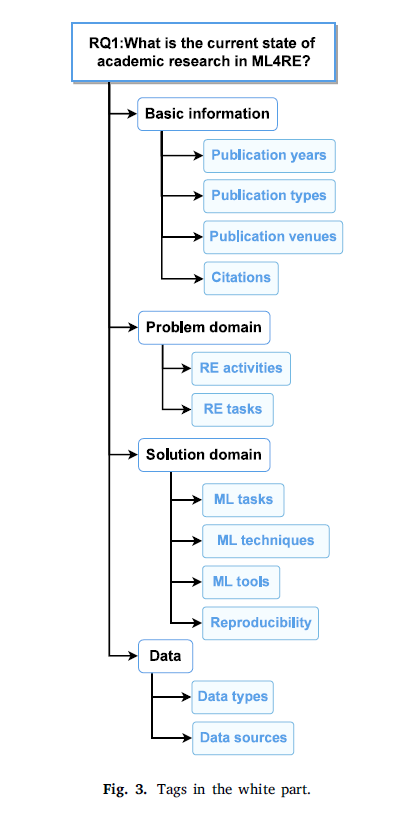 RQ1:What is the current state of
academic research in ML4RE?
Basic information
Publication years
Publication types
Publication venues
Citations
Problem domain
RE activities
RE tasks
Solution domain
ML tasks
ML techniques
ML tools
Reproducibility
Data
Data types
Data sources
Fig. 3. Tags in the white part.